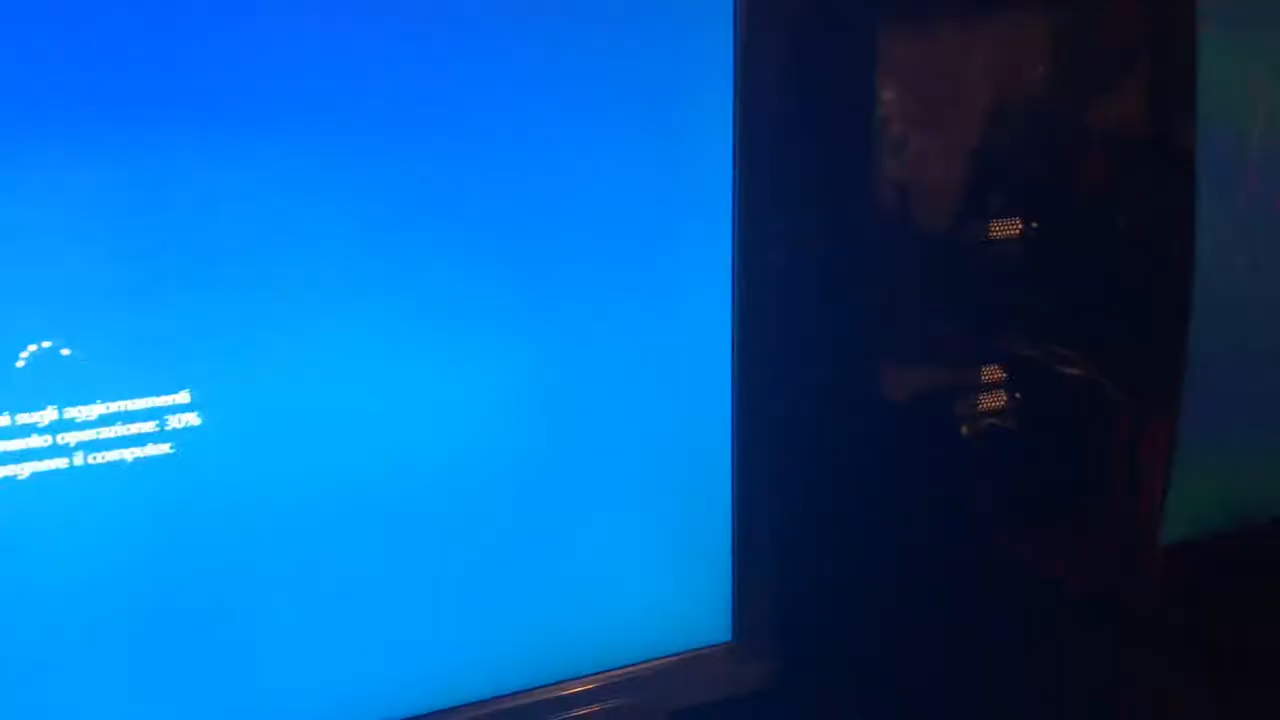 sugli aggiornamenti
operazione: 30%
il computer.